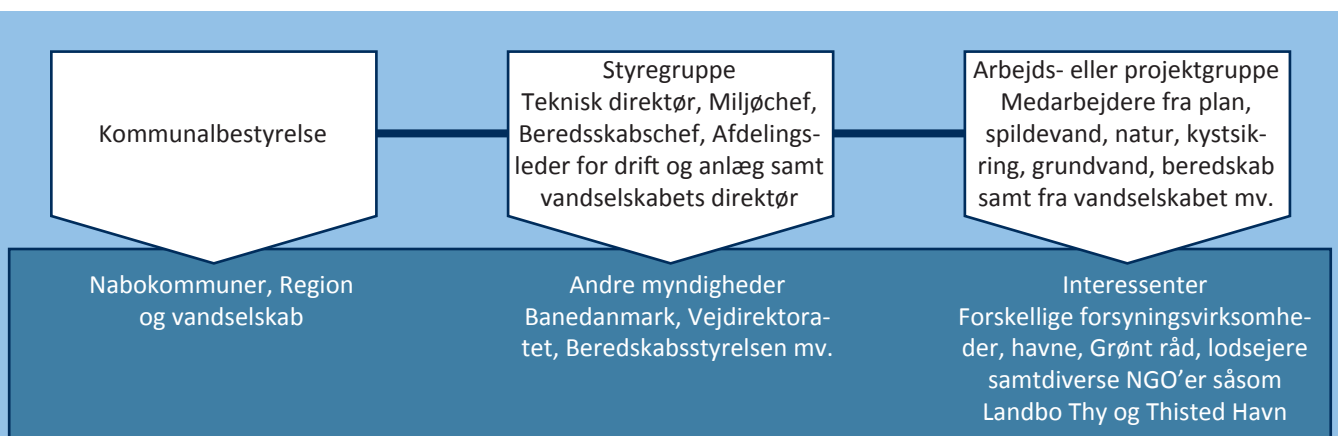 Kommunalbestyrelse
Styregruppe
Teknisk direktør, Miljøchef,
Beredsskabschef, Afdelings-
leder for drift og anlæg samt
vandselskabets direktør
Arbejds- eller projektgruppe
Medarbejdere fra plan,
spildevand, natur, kystsik-
ring, grundvand, beredskab
samt fra vandselskabet mv.
Nabokommuner, Region
og vandselskab
Andre myndigheder
Banedanmark, Vejdirektora-
tet, Beredskabsstyrelsen mv.
Interessenter
Forskellige forsyningsvirksomhe-
der, havne, Grønt råd, lodsejere
samtdiverse NGO’er såsom
Landbo Thy og Thisted Havn